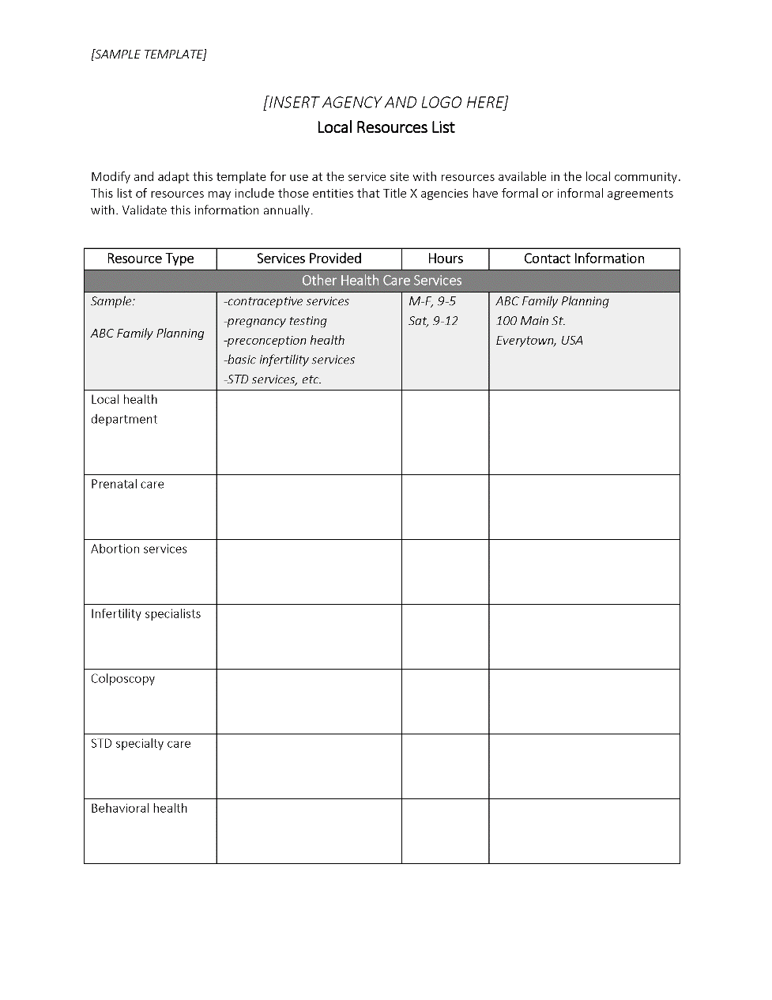 [SAMPLE TEMPLATE]
[INSERT AGENCY AND LOGO HERE]
Local Resources List
Modify and adapt this template for use at the service site with resources available in the local community.
This list of resources may include those entities that Title X agencies have formal or informal agreements
with. Validate this information annually.
Resource Type Services Provided Hours Contact Information
Other Health Care Services
Sample: -contraceptive services M-F, 9-5 ABC Family Planning
-pregnancy testing Sat, 9-12 100 Main St.
ABC Family Planning -preconception health Everytown, USA
-basic infertility services
-STD services, etc.
Local health
department
Prenatal care
Abortion services
Infertility specialists
Colposcopy
STD specialty care
Behavioral health